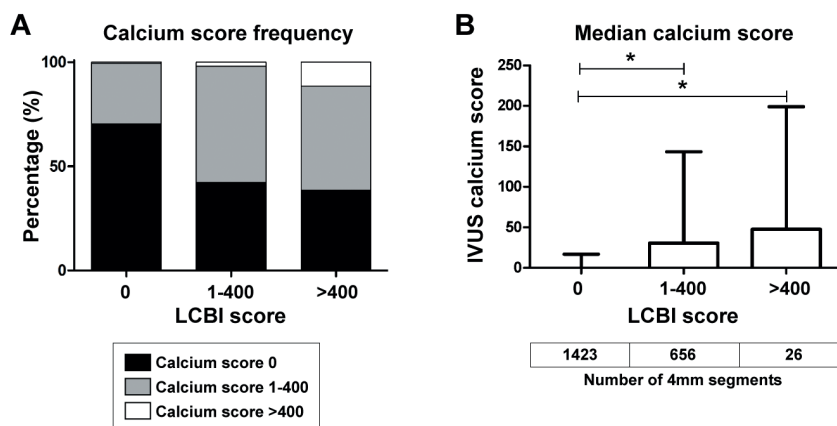 A
Calcium score frequency
Percentage (%)
100
50
0
0
1-400
>400
LCBI score
Calcium score 0
Calcium score 1-400
Calcium score >400
B
Median calcium score
IVUS calcium score
250
200
150
100
50
0
*
*
0
1-400
>400
LCBI score
1423 656 26
Number of 4mm segments